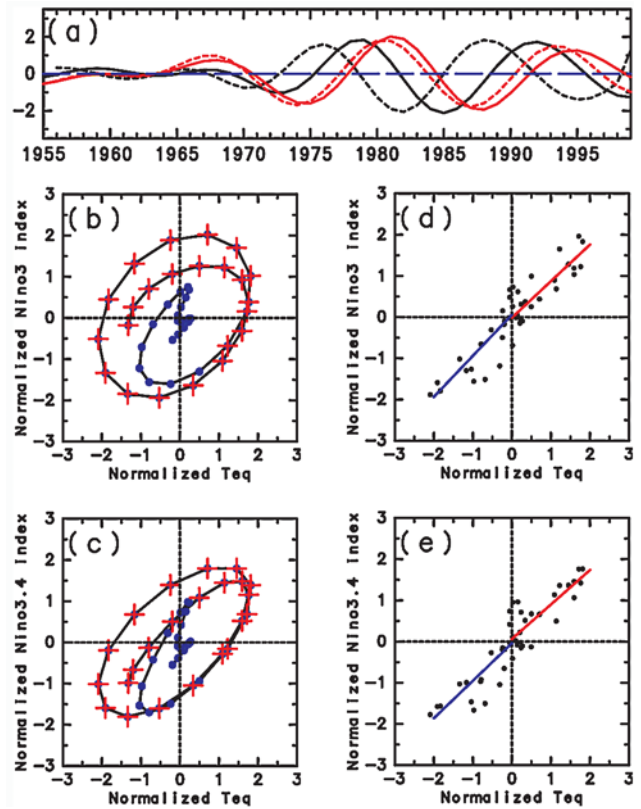 (a)
2
0
-2
1955 1960 1965 1970 1975 1980 1985 1990 1995
(b)
Normalized Nino3 Index
3
2
1
0
-1
-2
-3
-3 -2 -1 0 1 2 3
Normalized Teq
(d)
Normalized Nino3 Index
3
2
1
0
-1
-2
-3
-3 -2 -1 0 1 2 3
Normalized Teq
(c)
Normalized Nino3.4 Index
3
2
1
0
-1
-2
-3
-3 -2 -1 0 1 2 3
Normalized Teq
(e)
Normalized Nino3.4 Index
3
2
1
0
-1
-2
-3
-3 -2 -1 0 1 2 3
Normalized Teq